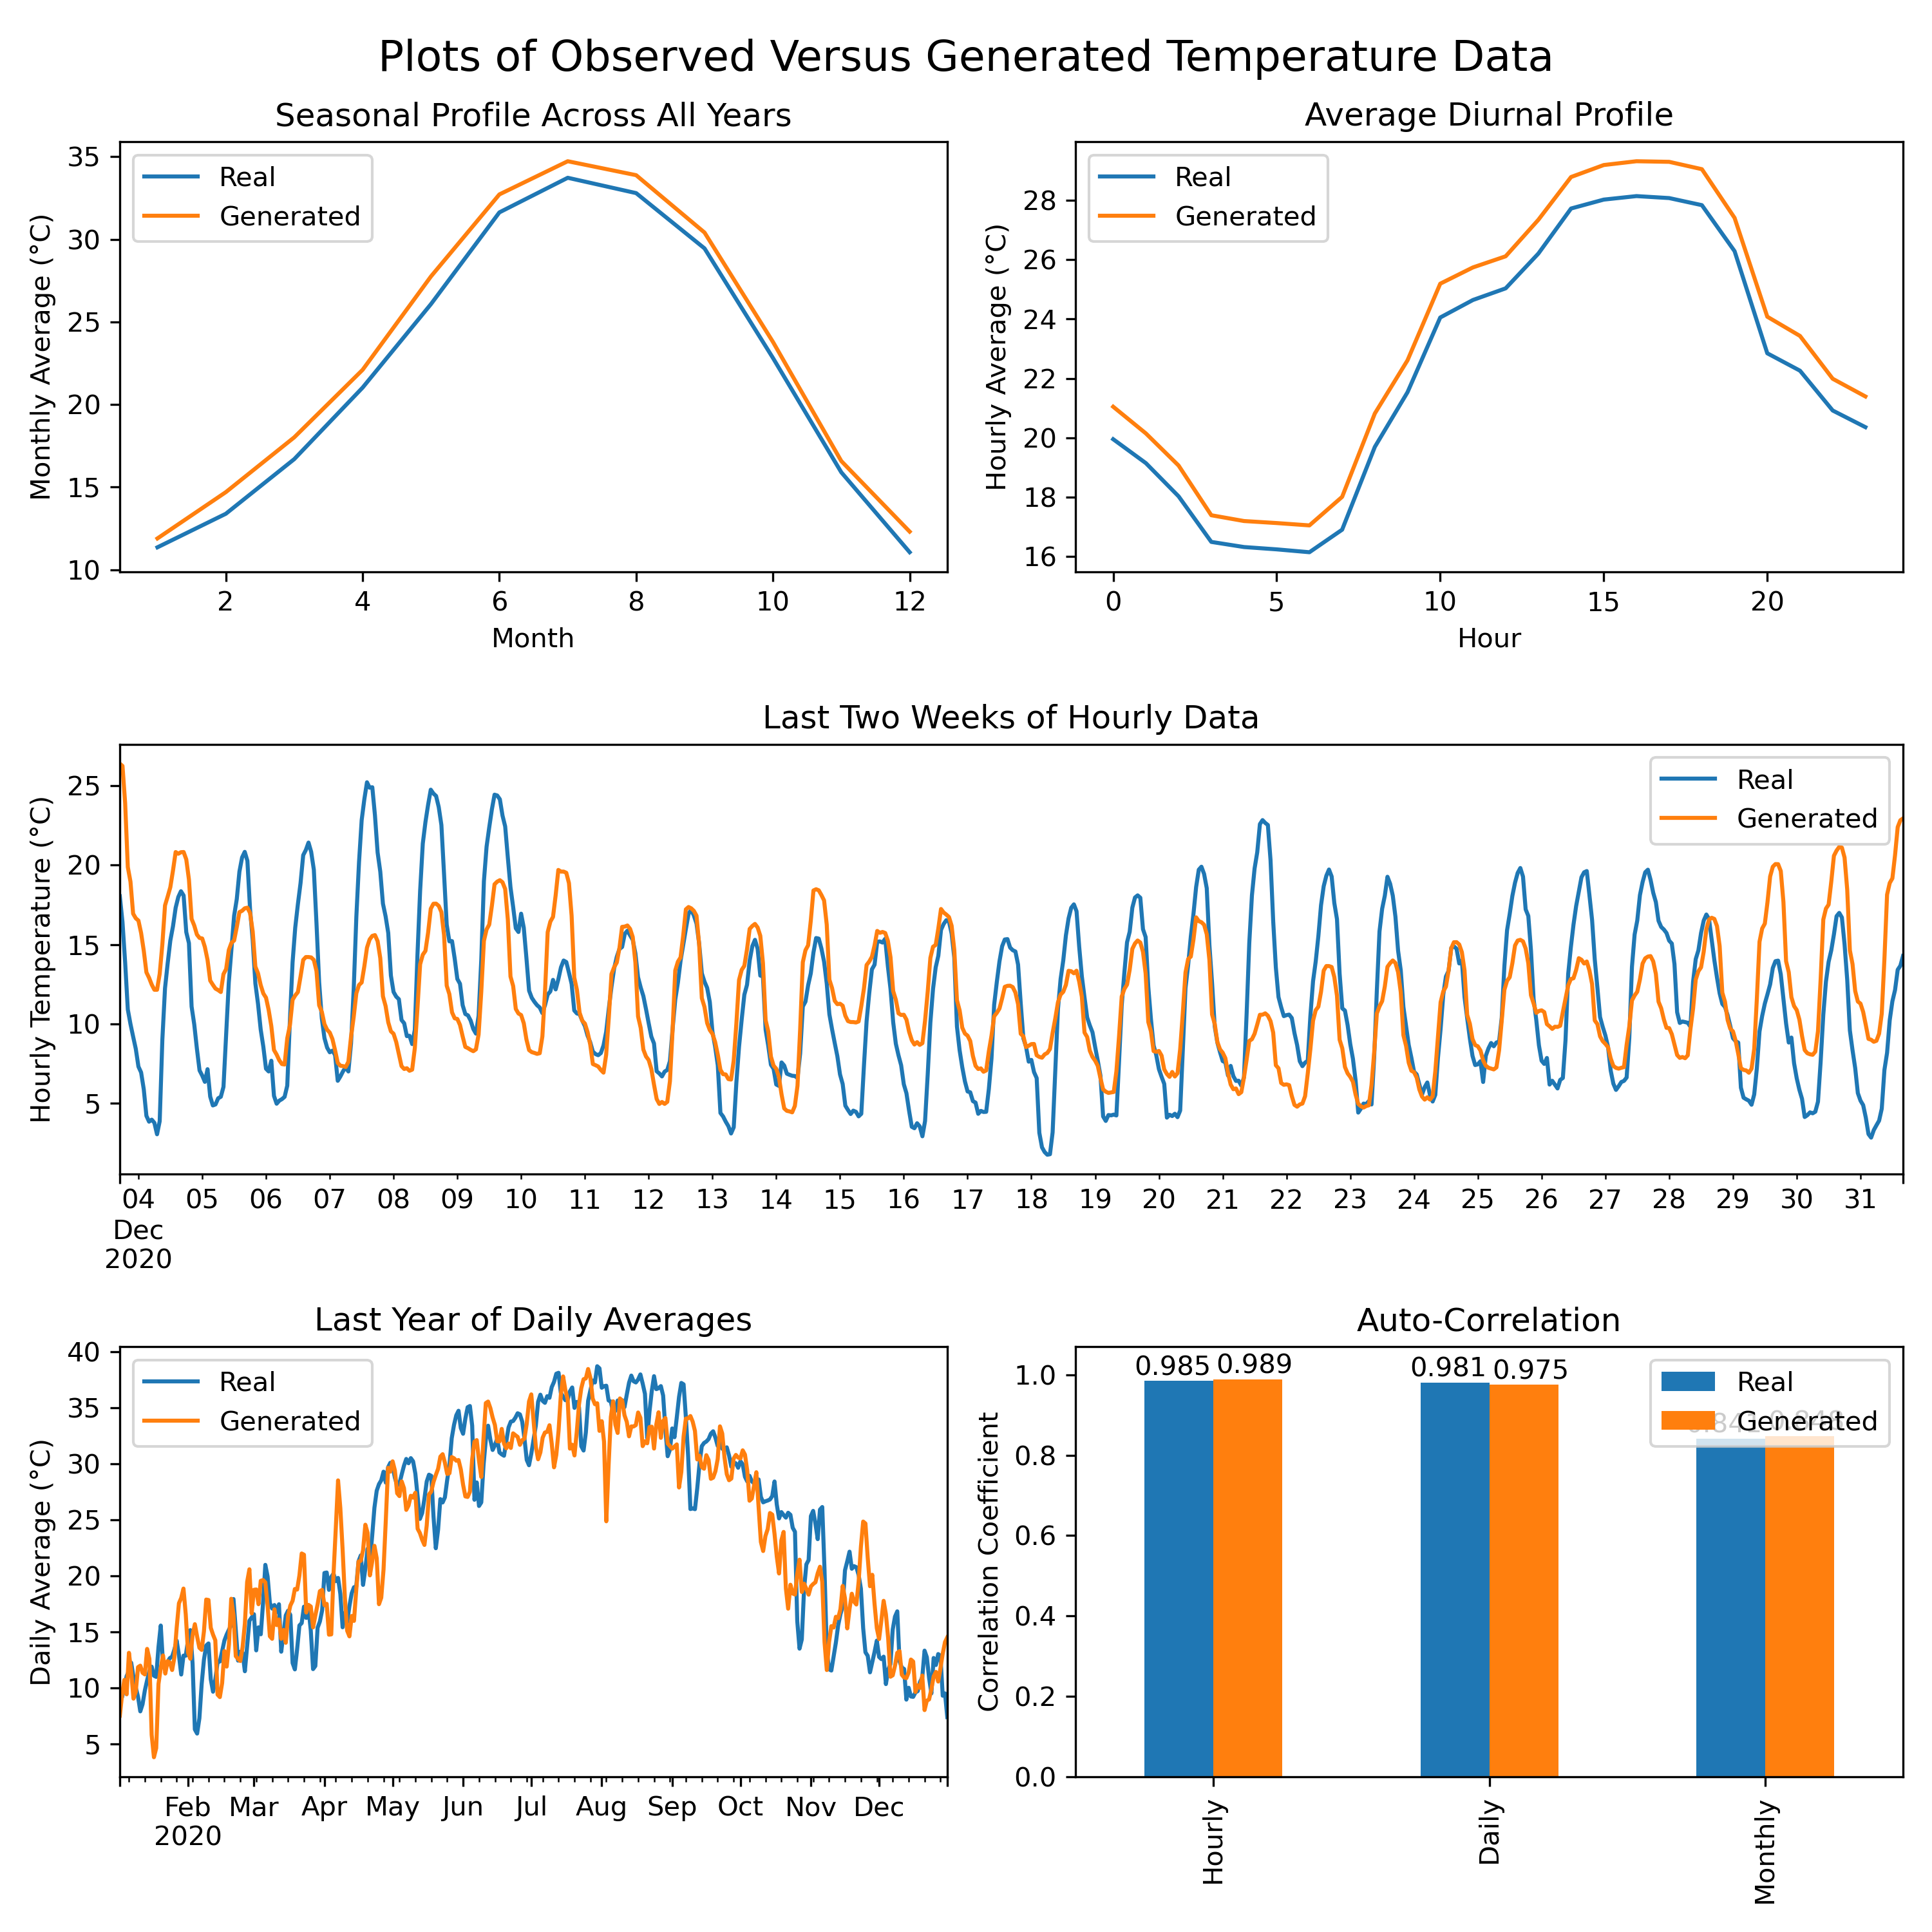 Plots of Observed Versus Generated Temperature Data
Seasonal Profile Across All Years
Real
Generated
35
30
25
20
15
10
Monthly Average (°C)
2 4 6 8 10 12
Month
Average Diurnal Profile
Real
Generated
28
26
24
22
20
18
16
Hourly Average (°C)
0 5 10 15 20
Hour
Last Two Weeks of Hourly Data
Real
Generated
25
20
15
10
5
Hourly Temperature (°C)
04 05 06 07 08 09 10 11 12 13 14 15 16 17 18 19 20 21 22 23 24 25 26 27 28 29 30 31
Dec
2020
Last Year of Daily Averages
Real
Generated
40
35
30
25
20
15
10
5
Daily Average (°C)
Feb Mar Apr May Jun Jul Aug Sep Oct Nov Dec
2020
Auto-Correlation
0.985 0.989 0.981 0.975
Real
Generated
1.0
0.8
0.6
0.4
0.2
0.0
Correlation Coefficient
Hourly Daily Monthly